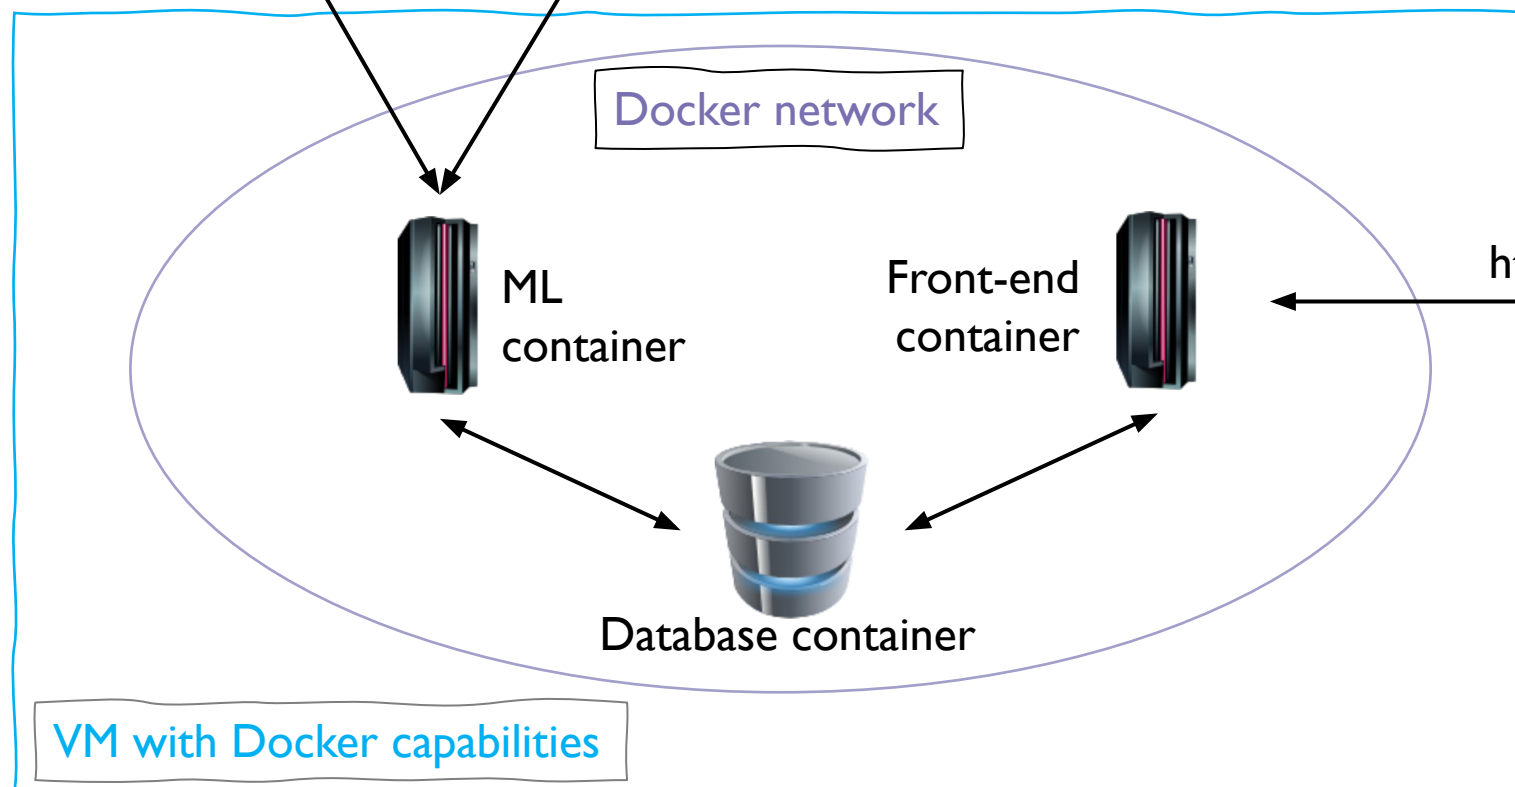 Docker network
ML
container
Front-end
container
Database container
VM with Docker capabilities